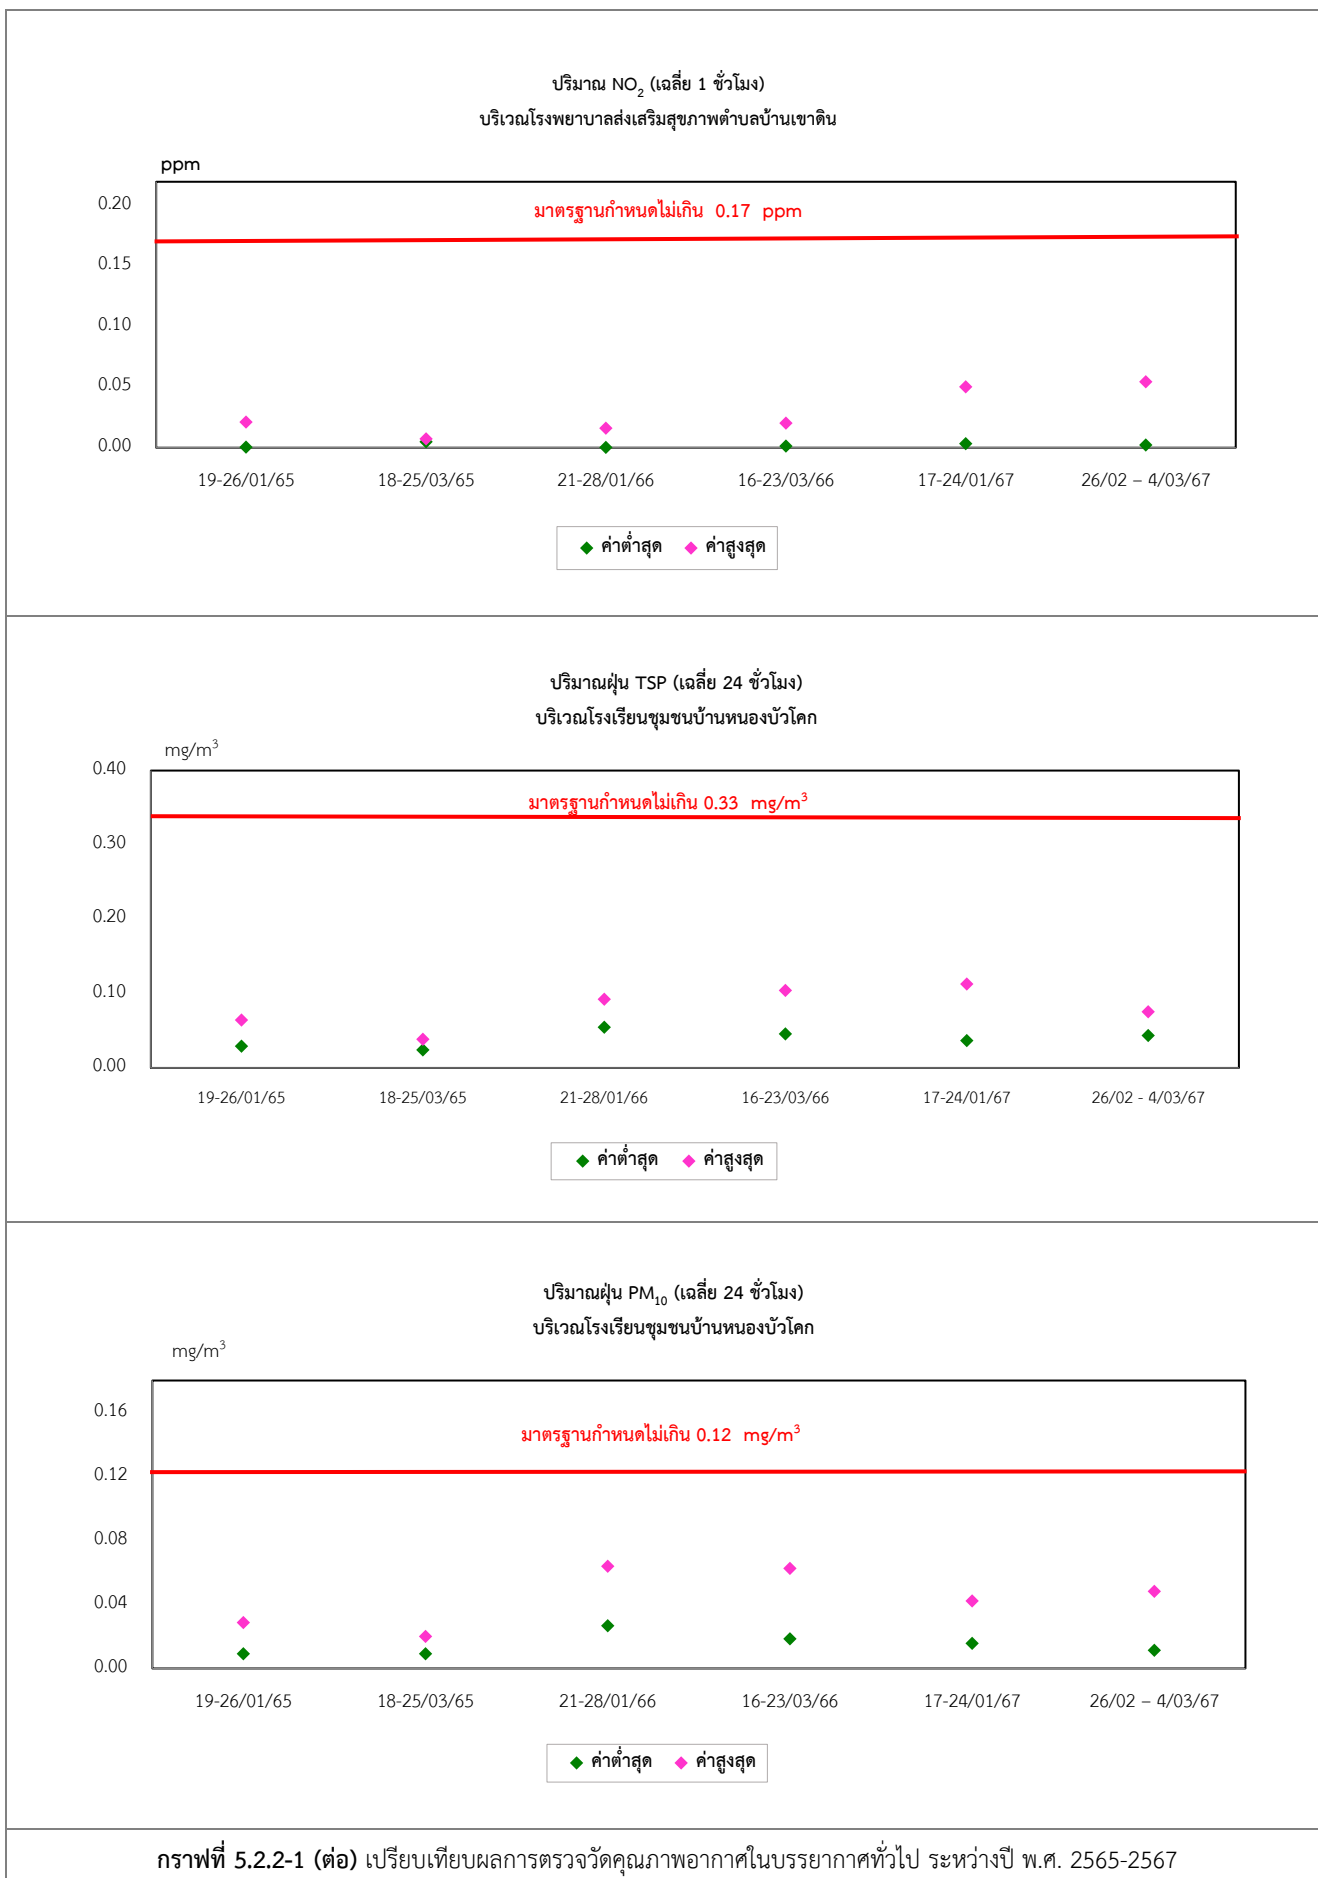 ปริมาณ NO2 (เฉลี่ย 1 ชั่วโมง)
บริเวณโรงพยาบาลส่งเสริมสุขภาพตำบลบ้านเขาดิน
ppm
มาตรฐานกำหนดไม่เกิน 0.17 ppm
0.20
0.15
0.10
0.05
0.00
19-26/01/65 18-25/03/65 21-28/01/66 16-23/03/66 17-24/01/67 26/02 – 4/03/67
ค่าต่ำสุด ค่าสูงสุด
ปริมาณฝุ่น TSP (เฉลี่ย 24 ชั่วโมง)
บริเวณโรงเรียนชุมชนบ้านหนองบัวโคก
mg/m3
มาตรฐานกำหนดไม่เกิน 0.33 mg/m3
0.40
0.30
0.20
0.10
0.00
19-26/01/65 18-25/03/65 21-28/01/66 16-23/03/66 17-24/01/67 26/02 - 4/03/67
ค่าต่ำสุด ค่าสูงสุด
ปริมาณฝุ่น PM10 (เฉลี่ย 24 ชั่วโมง)
บริเวณโรงเรียนชุมชนบ้านหนองบัวโคก
mg/m3
มาตรฐานกำหนดไม่เกิน 0.12 mg/m3
0.16
0.12
0.08
0.04
0.00
19-26/01/65 18-25/03/65 21-28/01/66 16-23/03/66 17-24/01/67 26/02 – 4/03/67
ค่าต่ำสุด ค่าสูงสุด
กราฟที่ 5.2.2-1 (ต่อ) เปรียบเทียบผลการตรวจวัดคุณภาพอากาศในบรรยากาศทั่วไป ระหว่างปี พ.ศ. 2565-2567